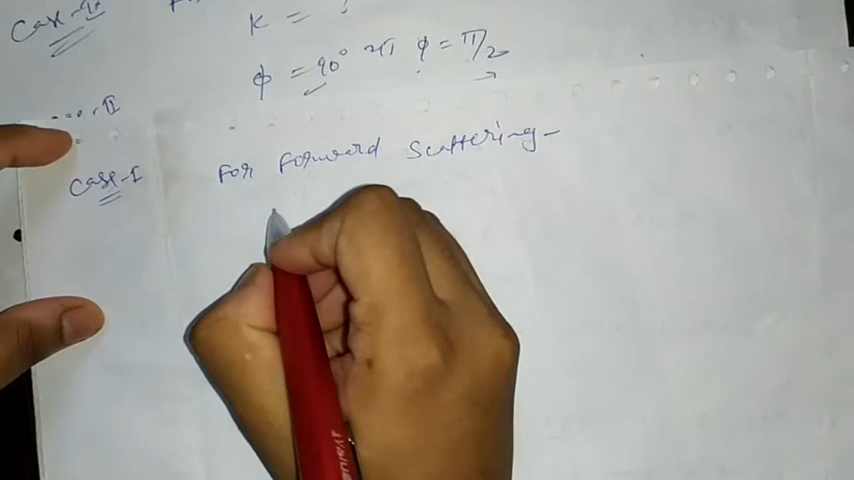 Case-II
K = ?
φ = 90° या φ = π/2
Case-I For Forward Scattering-